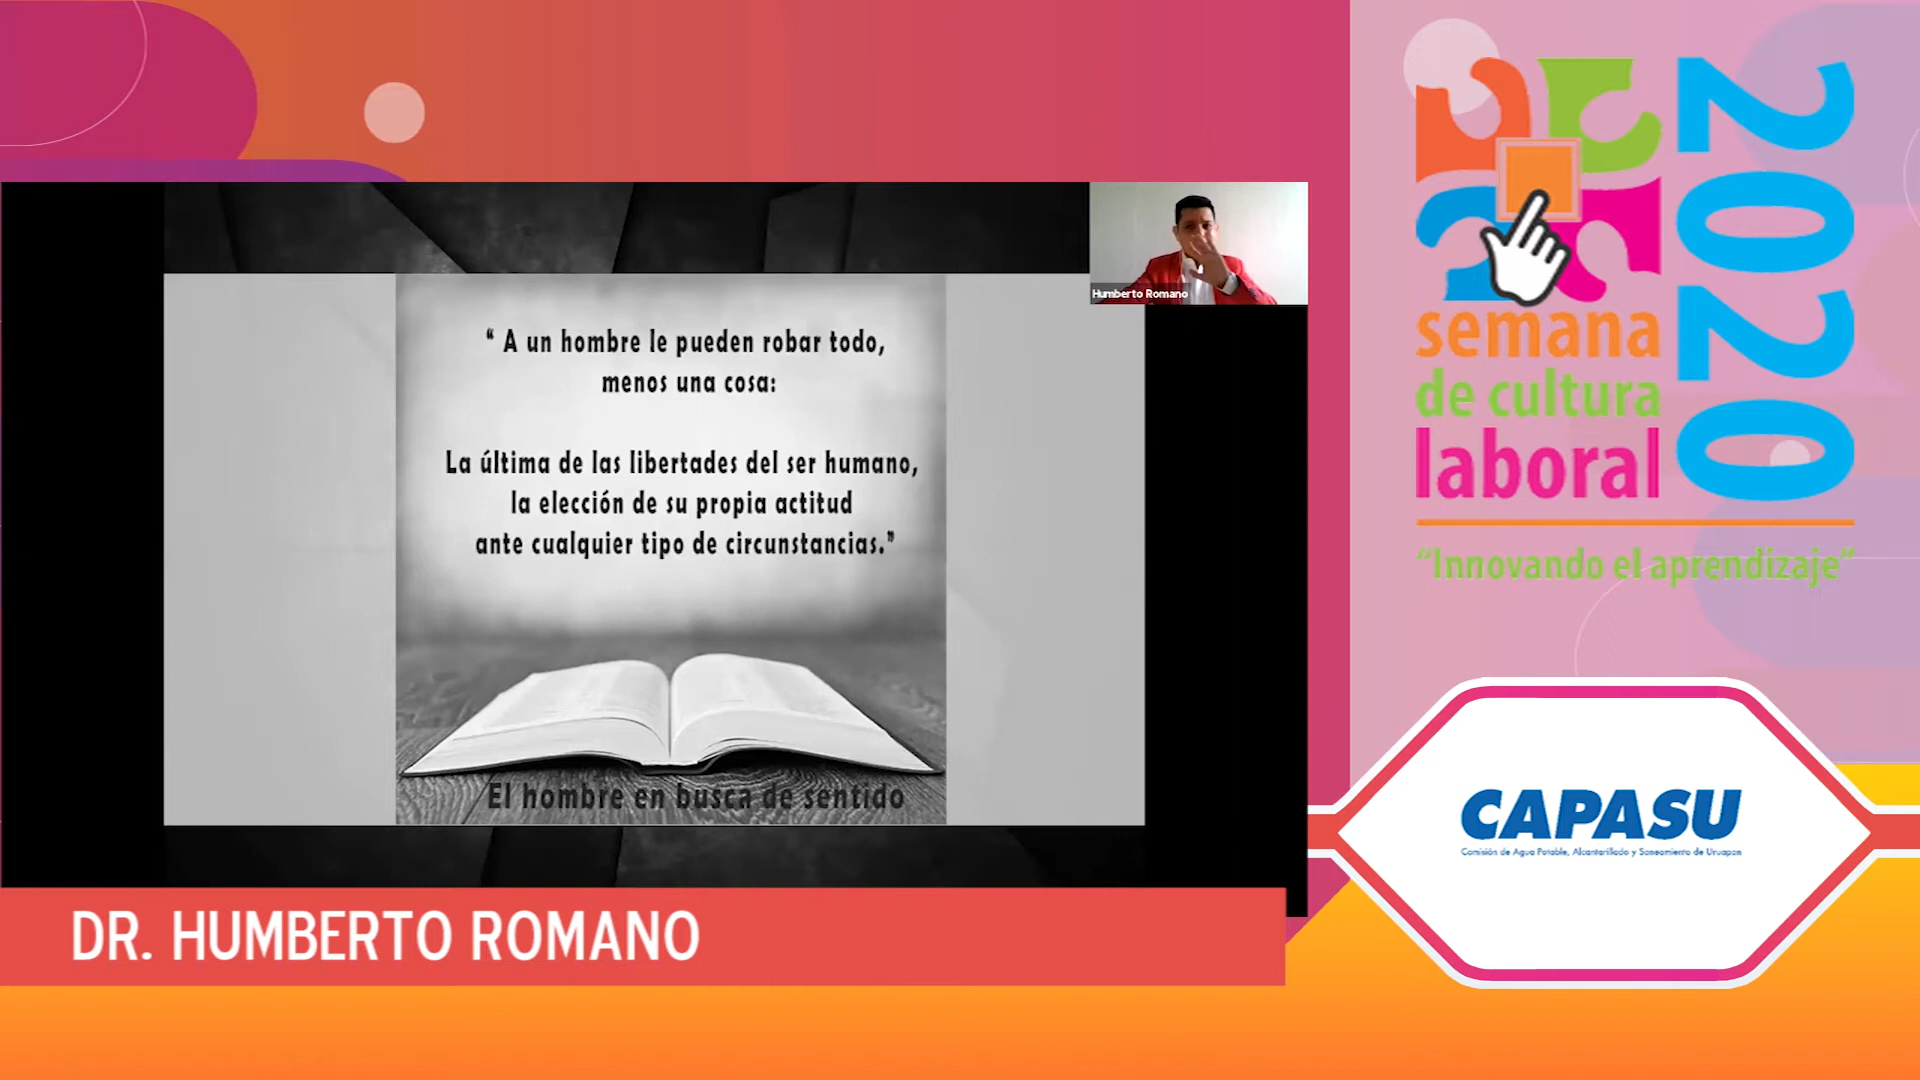 “ A un hombre le pueden robar todo,
menos una cosa:
La última de las libertades del ser humano,
la elección de su propia actitud
ante cualquier tipo de circunstancias.”
El hombre en busca de sentido
Humberto Romano
DR. HUMBERTO ROMANO
2020
semana
de cultura
laboral
“Innovando el aprendizaje”
CAPASU
Comisión de Agua Potable, Alcantarillado y Saneamiento de Uruapan